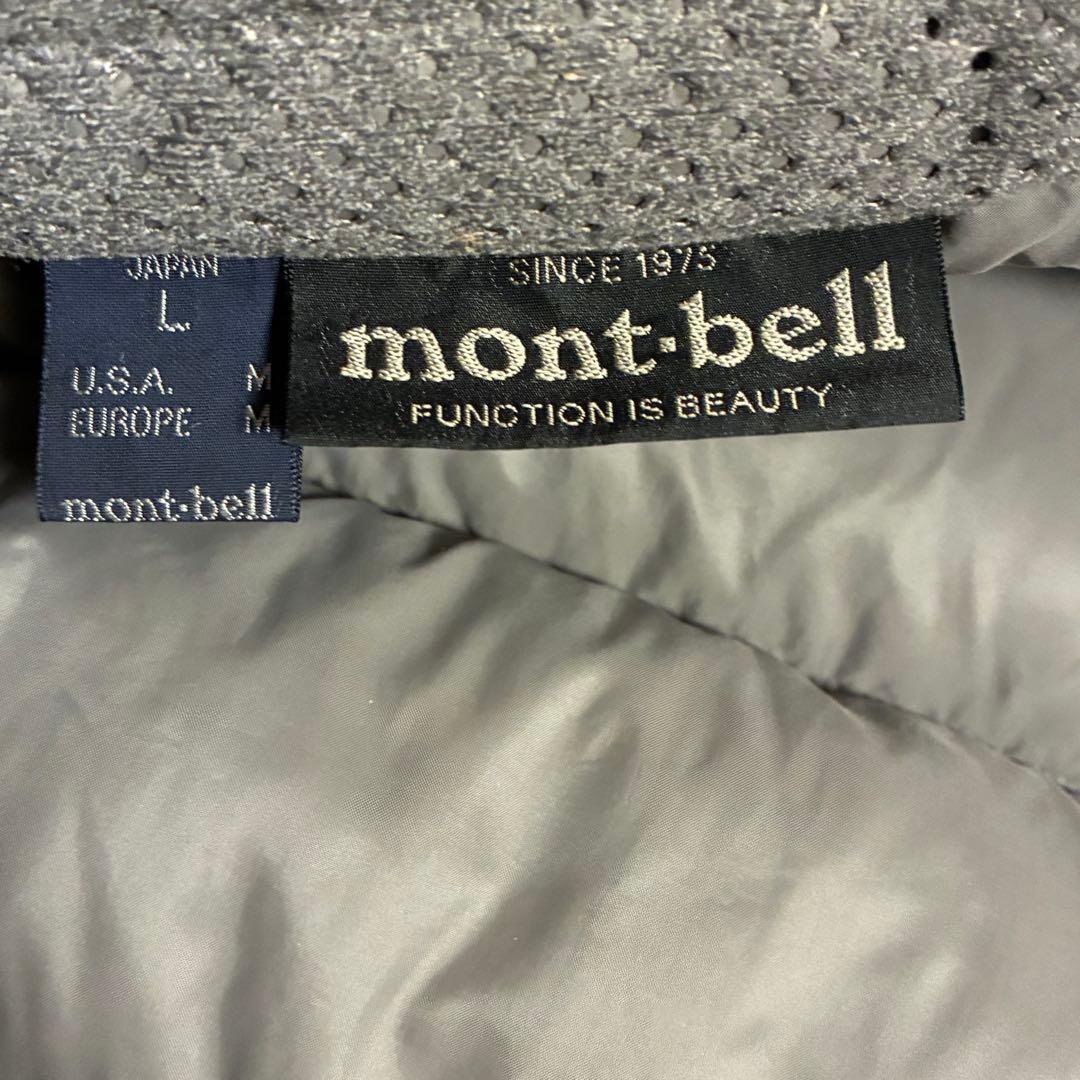 JAPAN
L
U.S.A. M
EUROPE M
mont-bell
SINCE 1975
mont-bell
FUNCTION IS BEAUTY